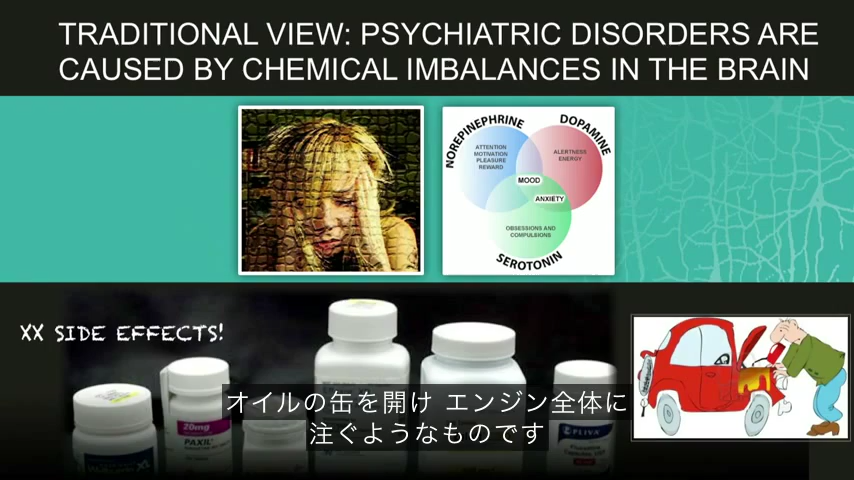 TRADITIONAL VIEW: PSYCHIATRIC DISORDERS ARE
CAUSED BY CHEMICAL IMBALANCES IN THE BRAIN
NOREPINEPHRINE
DOPAMINE
ATTENTION
MOTIVATION
PLEASURE
REWARD
ALERTNESS
ENERGY
MOOD
ANXIETY
OBSESSIONS AND
COMPULSIONS
SEROTONIN
XX SIDE EFFECTS!
20mg
PAXIL
PLIVA
オイルの缶を開け エンジン全体に
注ぐようなものです